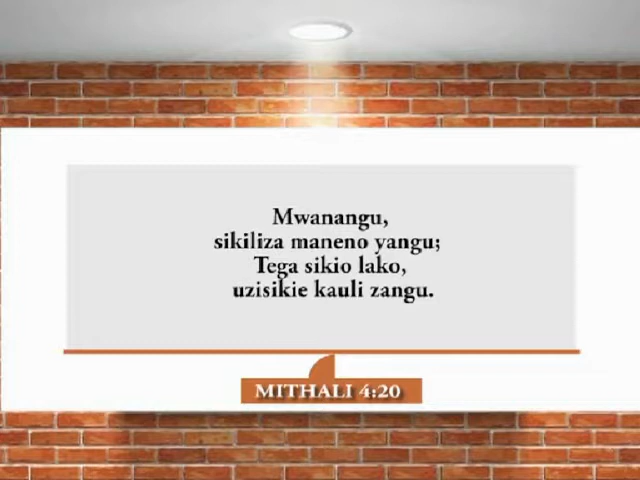 Mwanangu,
sikiliza maneno yangu;
Tega sikio lako,
uzisikie kauli zangu.
MITHALI 4:20